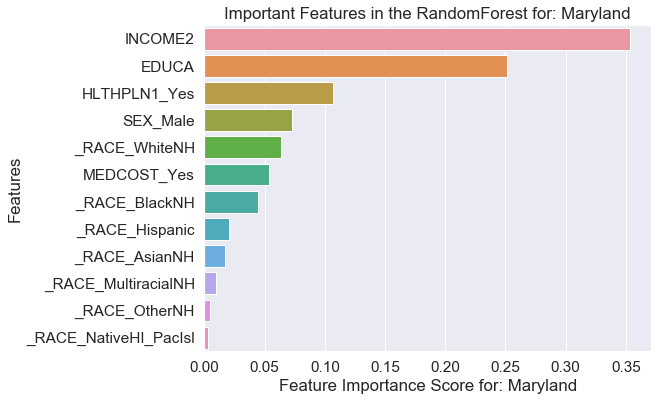 Important Features in the RandomForest for: Maryland
INCOME2
EDUCA
HLTHPLN1_Yes
SEX_Male
_RACE_WhiteNH
MEDCOST_Yes
_RACE_BlackNH
_RACE_Hispanic
_RACE_AsianNH
_RACE_MultiracialNH
_RACE_OtherNH
_RACE_NativeHI_PacIsl
Features
0.00 0.05 0.10 0.15 0.20 0.25 0.30 0.35
Feature Importance Score for: Maryland